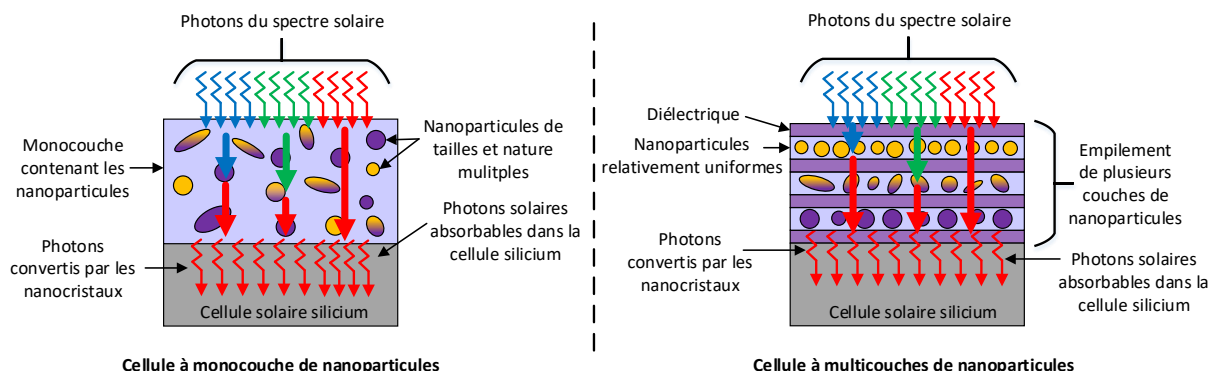 Photons du spectre solaire
Monocouche
contenant les
nanoparticules
Nanoparticules de
tailles et nature
mulitples
Photons
convertis par les
nanocristaux
Photons solaires
absorbables dans la
cellule silicium
Cellule solaire silicium
Cellule à monocouche de nanoparticules
Photons du spectre solaire
Diélectrique
Nanoparticules
relativement uniformes
Empilement
de plusieurs
couches de
nanoparticules
Photons
convertis par les
nanocristaux
Photons solaires
absorbables dans la
cellule silicium
Cellule solaire silicium
Cellule à multicouches de nanoparticules